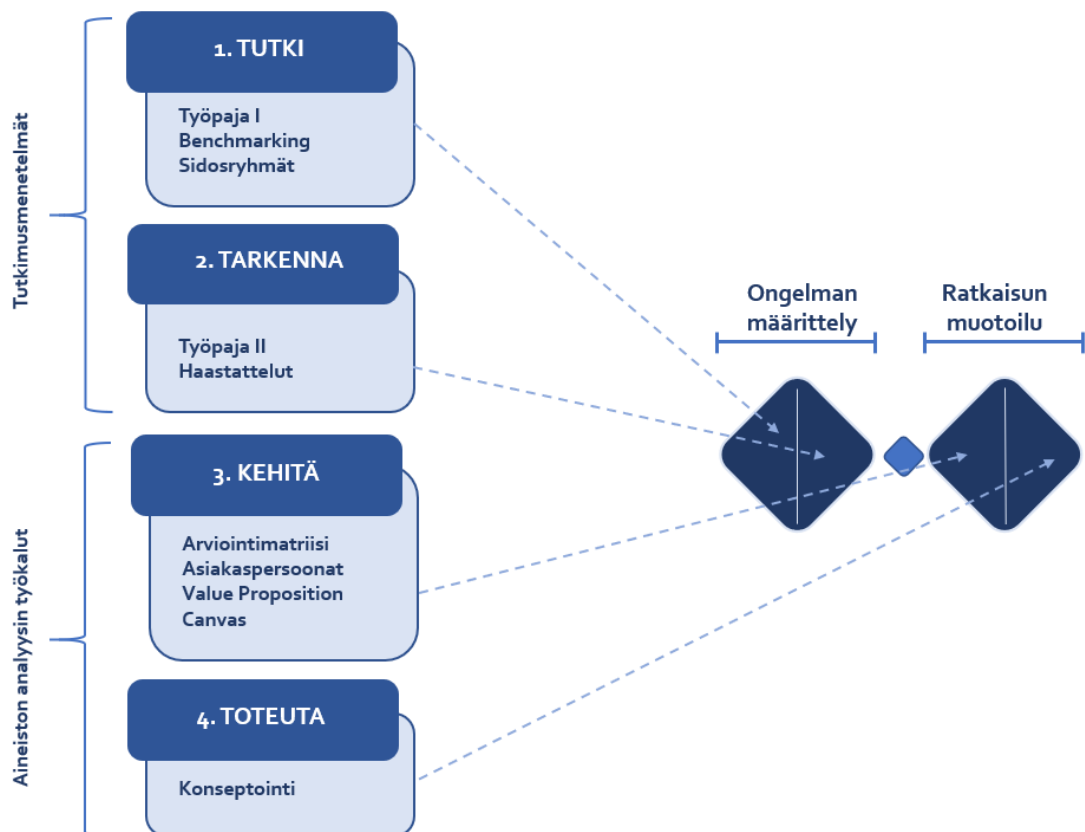 Tutkimusmenetelmät
1. TUTKI
Työpaja I
Benchmarking
Sidosryhmät
2. TARKENNA
Työpaja II
Haastattelut
Aineiston analyysin työkalut
3. KEHITÄ
Arviointimatriisi
Asiakaspersoonat
Value Proposition
Canvas
4. TOTEUTA
Konseptointi
Ongelman
määrittely
Ratkaisun
muotoilu